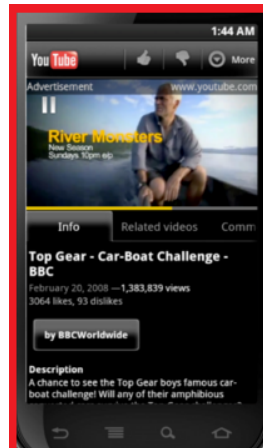 1:44 AM
You Tube
More
Advertisement www.youtube.com
River Monsters
New Season
Sundays 10pm e/p
Info Related videos Comm
Top Gear - Car-Boat Challenge -
BBC
February 20, 2008 —1,383,839 views
3064 likes, 93 dislikes
by BBCWorldwide
Description
A chance to see the Top Gear boys famous car-
boat challenge! Will any of their amphibious